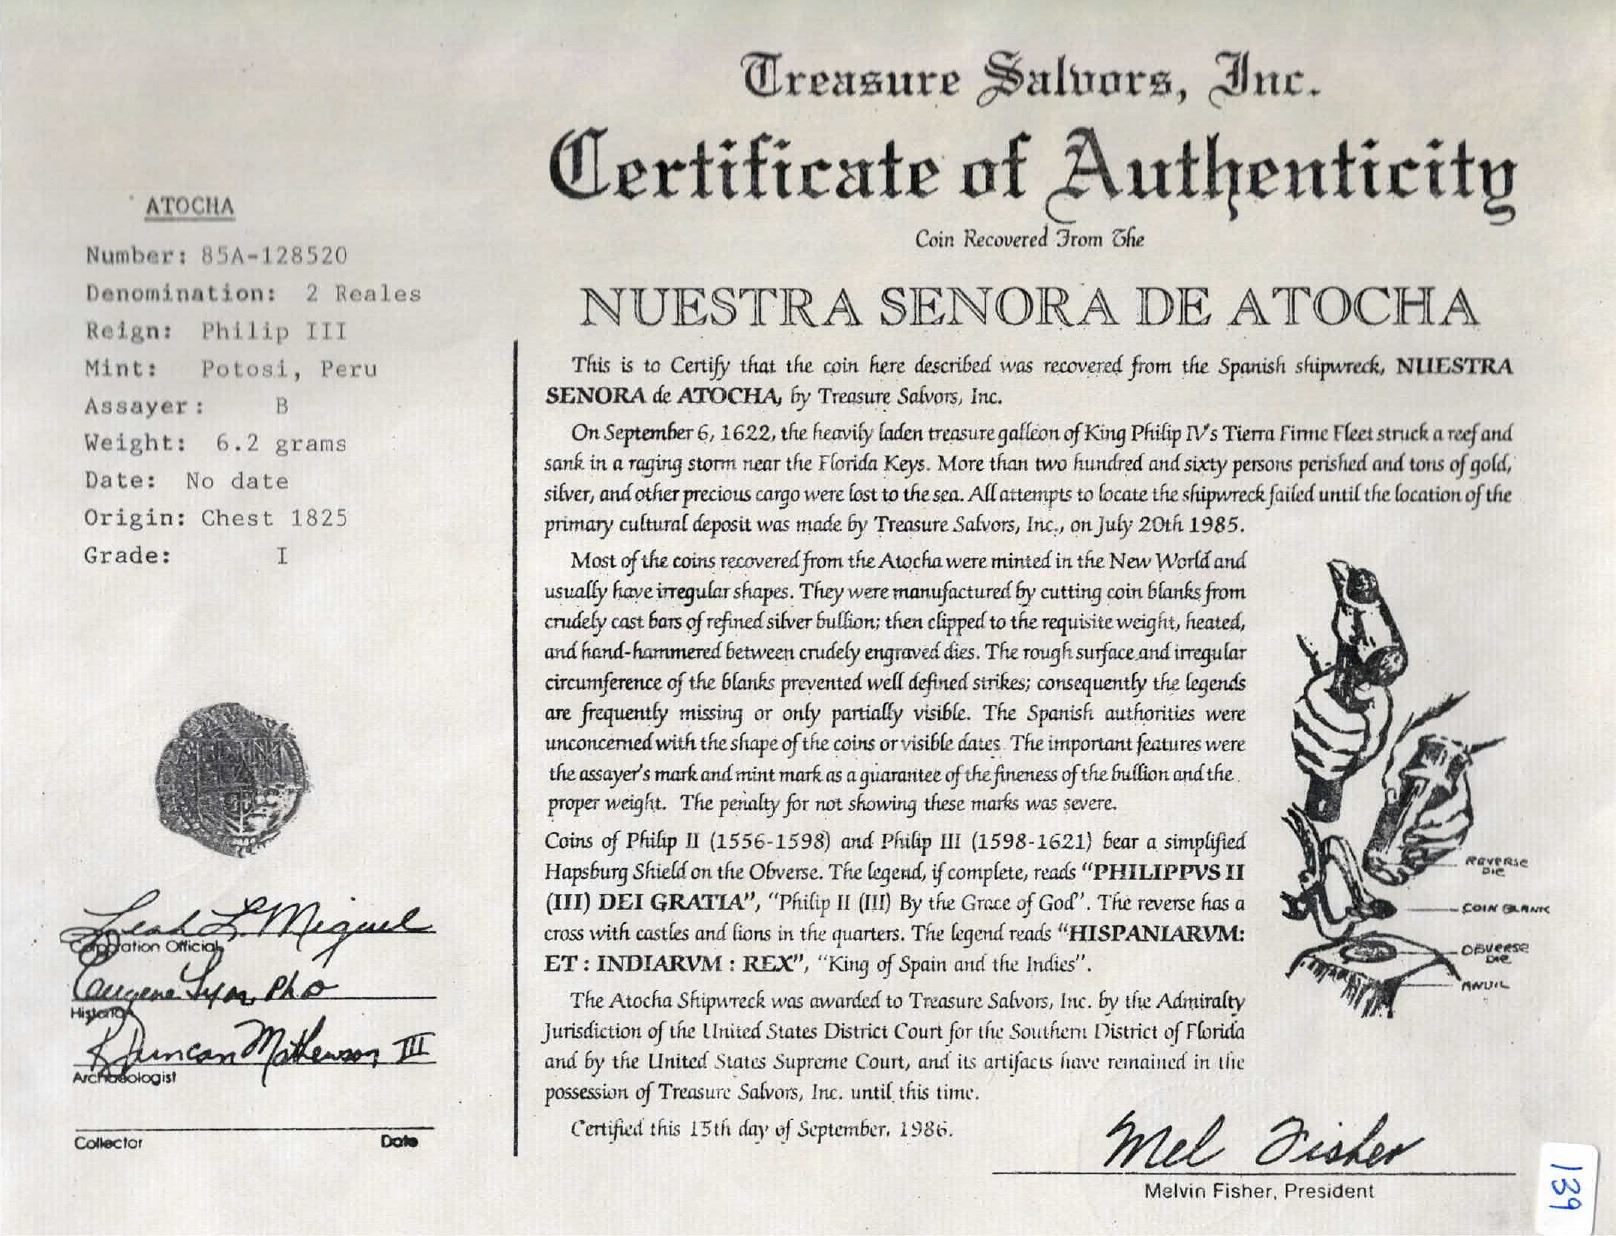 Treasure Salvors, Inc.
Certificate of Authenticity
Coin Recovered From The
NUESTRA SENORA DE ATOCHA
ATOCHA
Number: 85A-128520
Denomination: 2 Reales
Reign: Philip III
Mint: Potosi, Peru
Assayer: B
Weight: 6.2 grams
Date: No date
Origin: Chest 1825
Grade: I
Leah L. Miguel
Corporation Official
Eugene Lyon PhD
Historian
R Duncan Mathewson III
Archaeologist
Collector Date
This is to Certify that the coin here described was recovered from the Spanish shipwreck, NUESTRA
SENORA de ATOCHA, by Treasure Salvors, Inc.
On September 6, 1622, the heavily laden treasure galleon of King Philip IV's Tierra Firme Fleet struck a reef and
sank in a raging storm near the Florida Keys. More than two hundred and sixty persons perished and tons of gold,
silver, and other precious cargo were lost to the sea. All attempts to locate the shipwreck failed until the location of the
primary cultural deposit was made by Treasure Salvors, Inc., on July 20th 1985.
Most of the coins recovered from the Atocha were minted in the New World and
usually have irregular shapes. They were manufactured by cutting coin blanks from
crudely cast bars of refined silver bullion; then clipped to the requisite weight, heated,
and hand-hammered between crudely engraved dies. The rough surface and irregular
circumference of the blanks prevented well defined strikes; consequently the legends
are frequently missing or only partially visible. The Spanish authorities were
unconcerned with the shape of the coins or visible dates. The important features were
the assayer's mark and mint mark as a guarantee of the fineness of the bullion and the
proper weight. The penalty for not showing these marks was severe.
Coins of Philip II (1556-1598) and Philip III (1598-1621) bear a simplified
Hapsburg Shield on the Obverse. The legend, if complete, reads "PHILIPPVS II
(III) DEI GRATIA", "Philip II (III) By the Grace of God". The reverse has a
cross with castles and lions in the quarters. The legend reads "HISPANIARVM:
ET : INDIARVM : REX", "King of Spain and the Indies".
The Atocha Shipwreck was awarded to Treasure Salvors, Inc. by the Admiralty
Jurisdiction of the United States District Court for the Southern District of Florida
and by the United States Supreme Court, and its artifacts have remained in the
possession of Treasure Salvors, Inc. until this time.
Certified this 15th day of September, 1986.
REVERSE
DIE
COIN BLANK
OBVERSE
DIE
ANVIL
Mel Fisher
Melvin Fisher, President
139